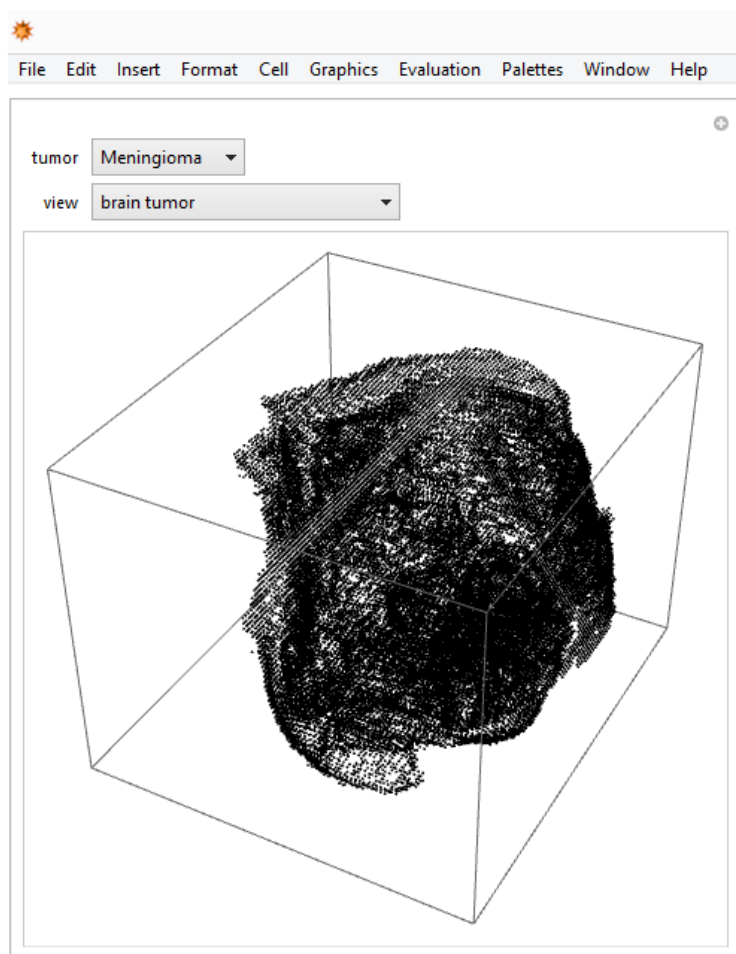 File Edit Insert Format Cell Graphics Evaluation Palettes Window Help
tumor Meningioma
view brain tumor